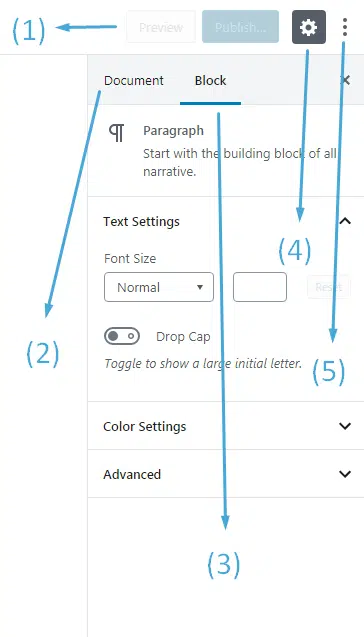 (1) Preview Publish...
Document Block
Paragraph
Start with the building block of all
narrative.
Text Settings
(4)
Font Size
Normal Reset
Drop Cap
(2)
Toggle to show a large initial letter.
(5)
Color Settings
Advanced
(3)